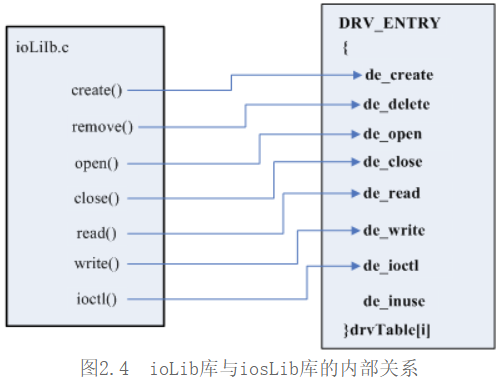 ioLiIb.c
create()
remove()
open()
close()
read()
write()
ioctl()
DRV_ENTRY
{
de_create
de_delete
de_open
de_close
de_read
de_write
de_ioctl
de_inuse
}drvTable[i]
图2.4 ioLib库与iosLib库的内部关系